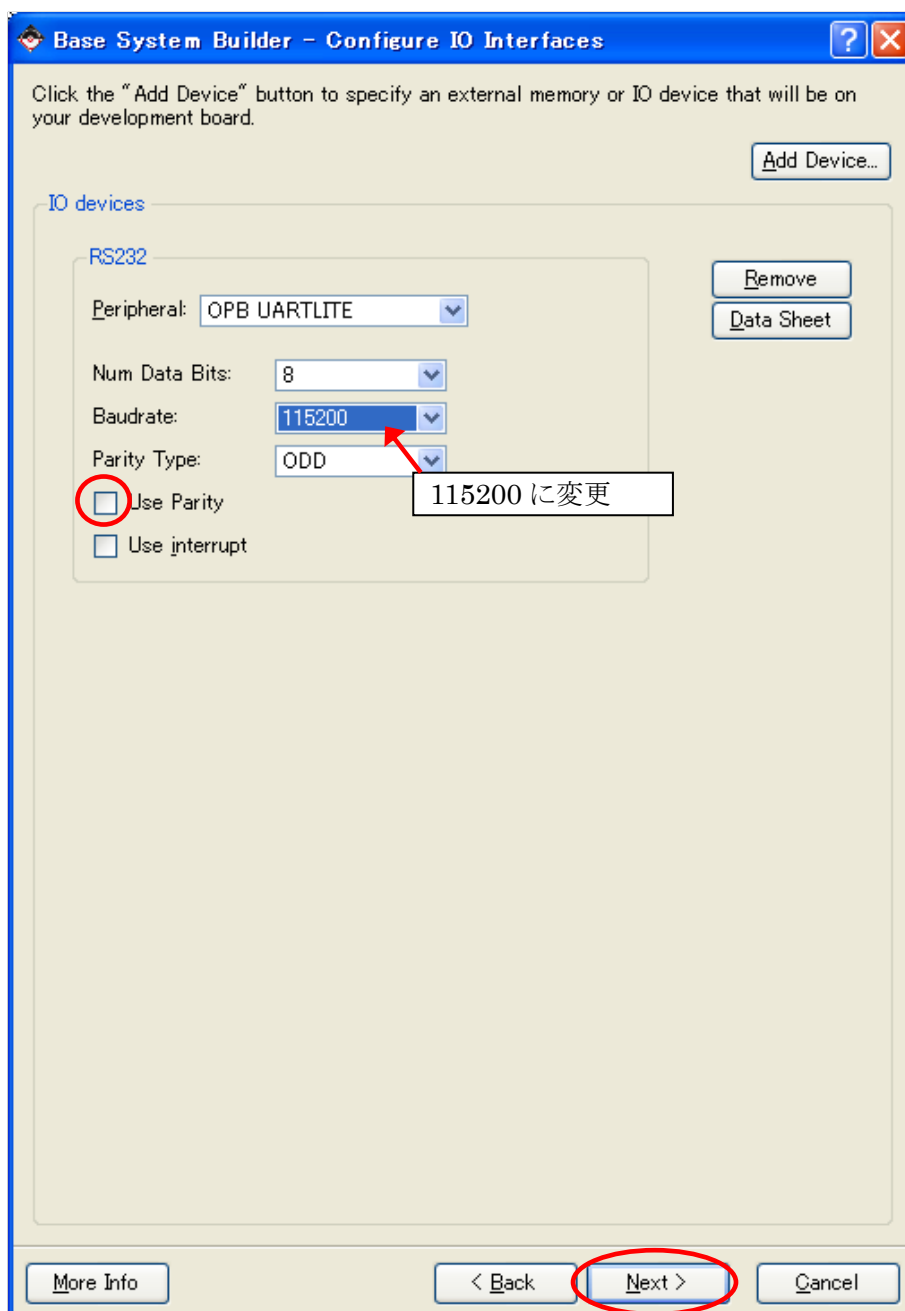 Base System Builder - Configure IO Interfaces
Click the "Add Device" button to specify an external memory or IO device that will be on
your development board.
Add Device...
IO devices
RS232
Peripheral: OPB UARTLITE
Remove
Data Sheet
Num Data Bits: 8
Baudrate: 115200
Parity Type: ODD
115200 に変更
Use Parity
Use interrupt
More Info
< Back
Next >
Cancel